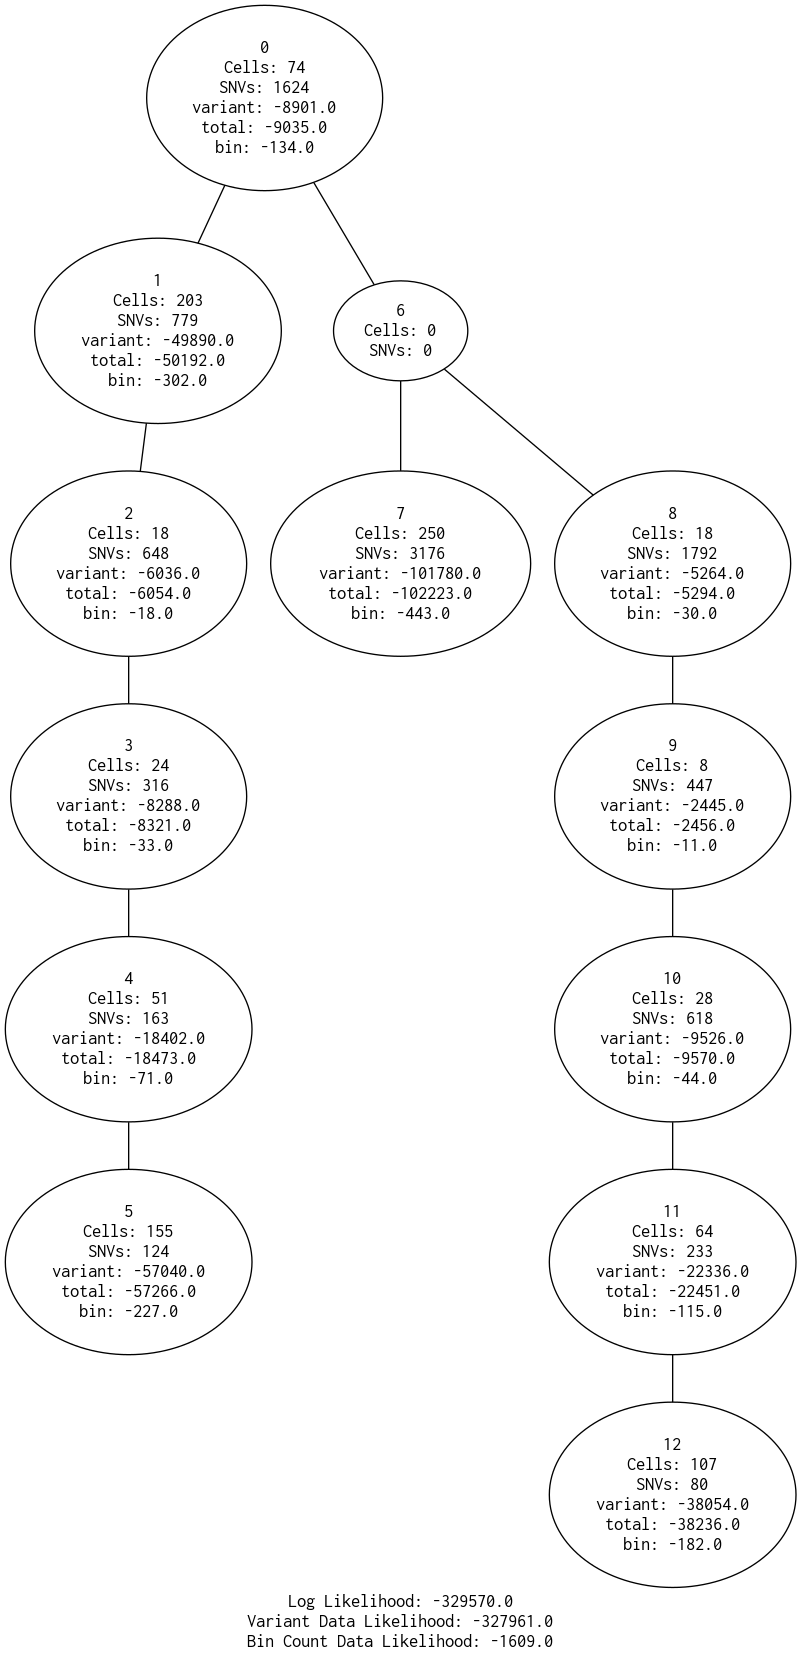 0
Cells: 74
SNVs: 1624
variant: -8901.0
total: -9035.0
bin: -134.0
1
Cells: 203
SNVs: 779
variant: -49890.0
total: -50192.0
bin: -302.0
6
Cells: 0
SNVs: 0
2
Cells: 18
SNVs: 648
variant: -6036.0
total: -6054.0
bin: -18.0
7
Cells: 250
SNVs: 3176
variant: -101780.0
total: -102223.0
bin: -443.0
8
Cells: 18
SNVs: 1792
variant: -5264.0
total: -5294.0
bin: -30.0
3
Cells: 24
SNVs: 316
variant: -8288.0
total: -8321.0
bin: -33.0
9
Cells: 8
SNVs: 447
variant: -2445.0
total: -2456.0
bin: -11.0
4
Cells: 51
SNVs: 163
variant: -18402.0
total: -18473.0
bin: -71.0
10
Cells: 28
SNVs: 618
variant: -9526.0
total: -9570.0
bin: -44.0
5
Cells: 155
SNVs: 124
variant: -57040.0
total: -57266.0
bin: -227.0
11
Cells: 64
SNVs: 233
variant: -22336.0
total: -22451.0
bin: -115.0
12
Cells: 107
SNVs: 80
variant: -38054.0
total: -38236.0
bin: -182.0
Log Likelihood: -329570.0
Variant Data Likelihood: -327961.0
Bin Count Data Likelihood: -1609.0